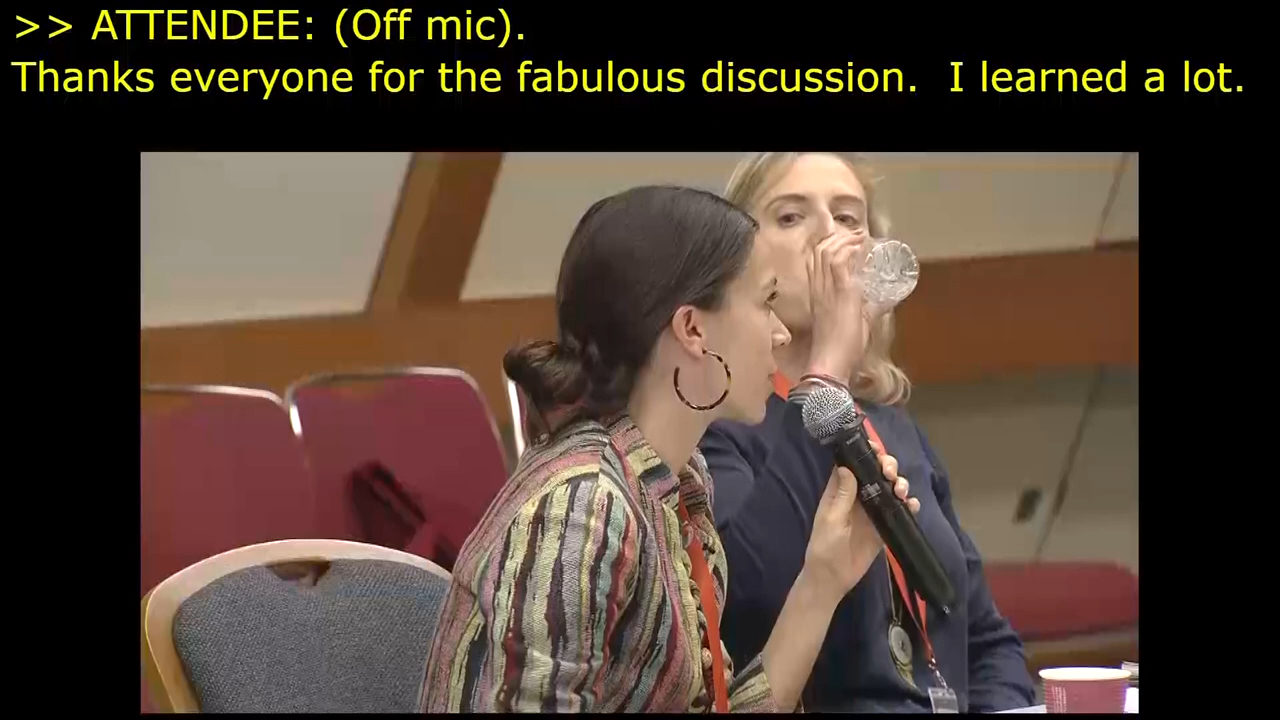 >> ATTENDEE: (Off mic).
Thanks everyone for the fabulous discussion.  I learned a lot.